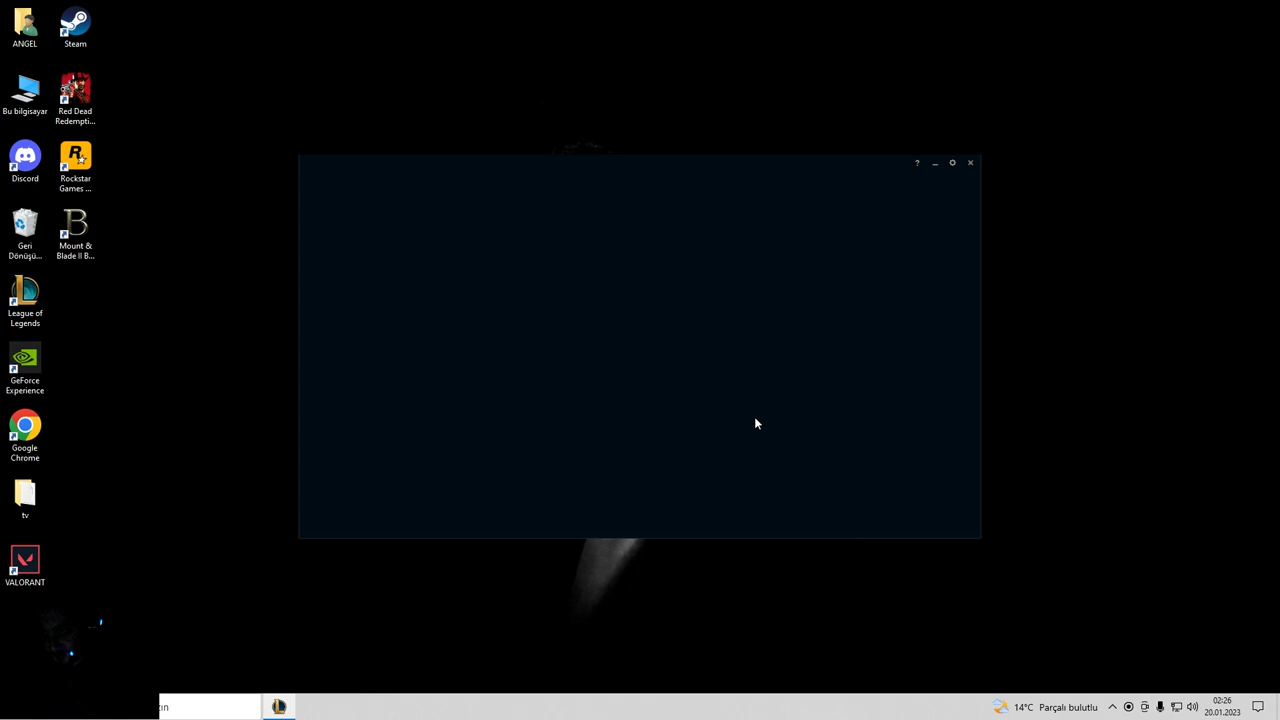 ANGEL
Steam
Bu bilgisayar
Red Dead
Redempti...
Discord
Rockstar
Games ...
Geri
Dönüşü...
Mount &
Blade II B...
League of
Legends
GeForce
Experience
Google
Chrome
tv
VALORANT
?
zın
14°C Parçalı bulutlu
02:26
20.01.2023